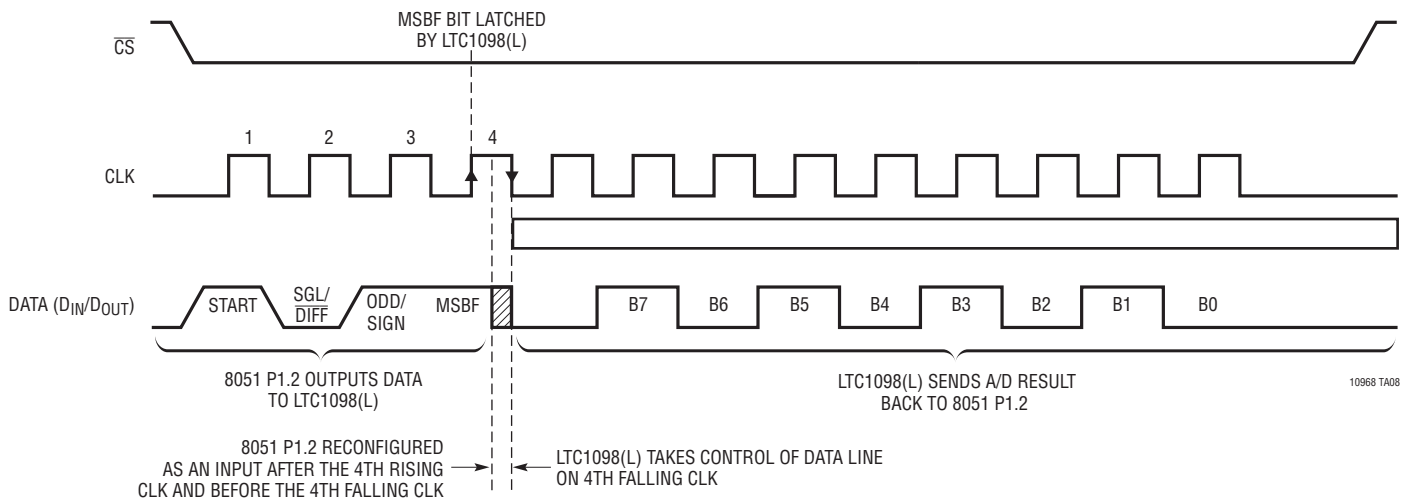 MSBF BIT LATCHED
BY LTC1098(L)
CS
1 2 3 4
CLK
DATA (DIN/DOUT)
START
SGL/
DIFF
ODD/
SIGN
MSBF
B7 B6 B5 B4 B3 B2 B1 B0
8051 P1.2 OUTPUTS DATA
TO LTC1098(L)
LTC1098(L) SENDS A/D RESULT
BACK TO 8051 P1.2
10968 TA08
8051 P1.2 RECONFIGURED
AS AN INPUT AFTER THE 4TH RISING
CLK AND BEFORE THE 4TH FALLING CLK
LTC1098(L) TAKES CONTROL OF DATA LINE
ON 4TH FALLING CLK